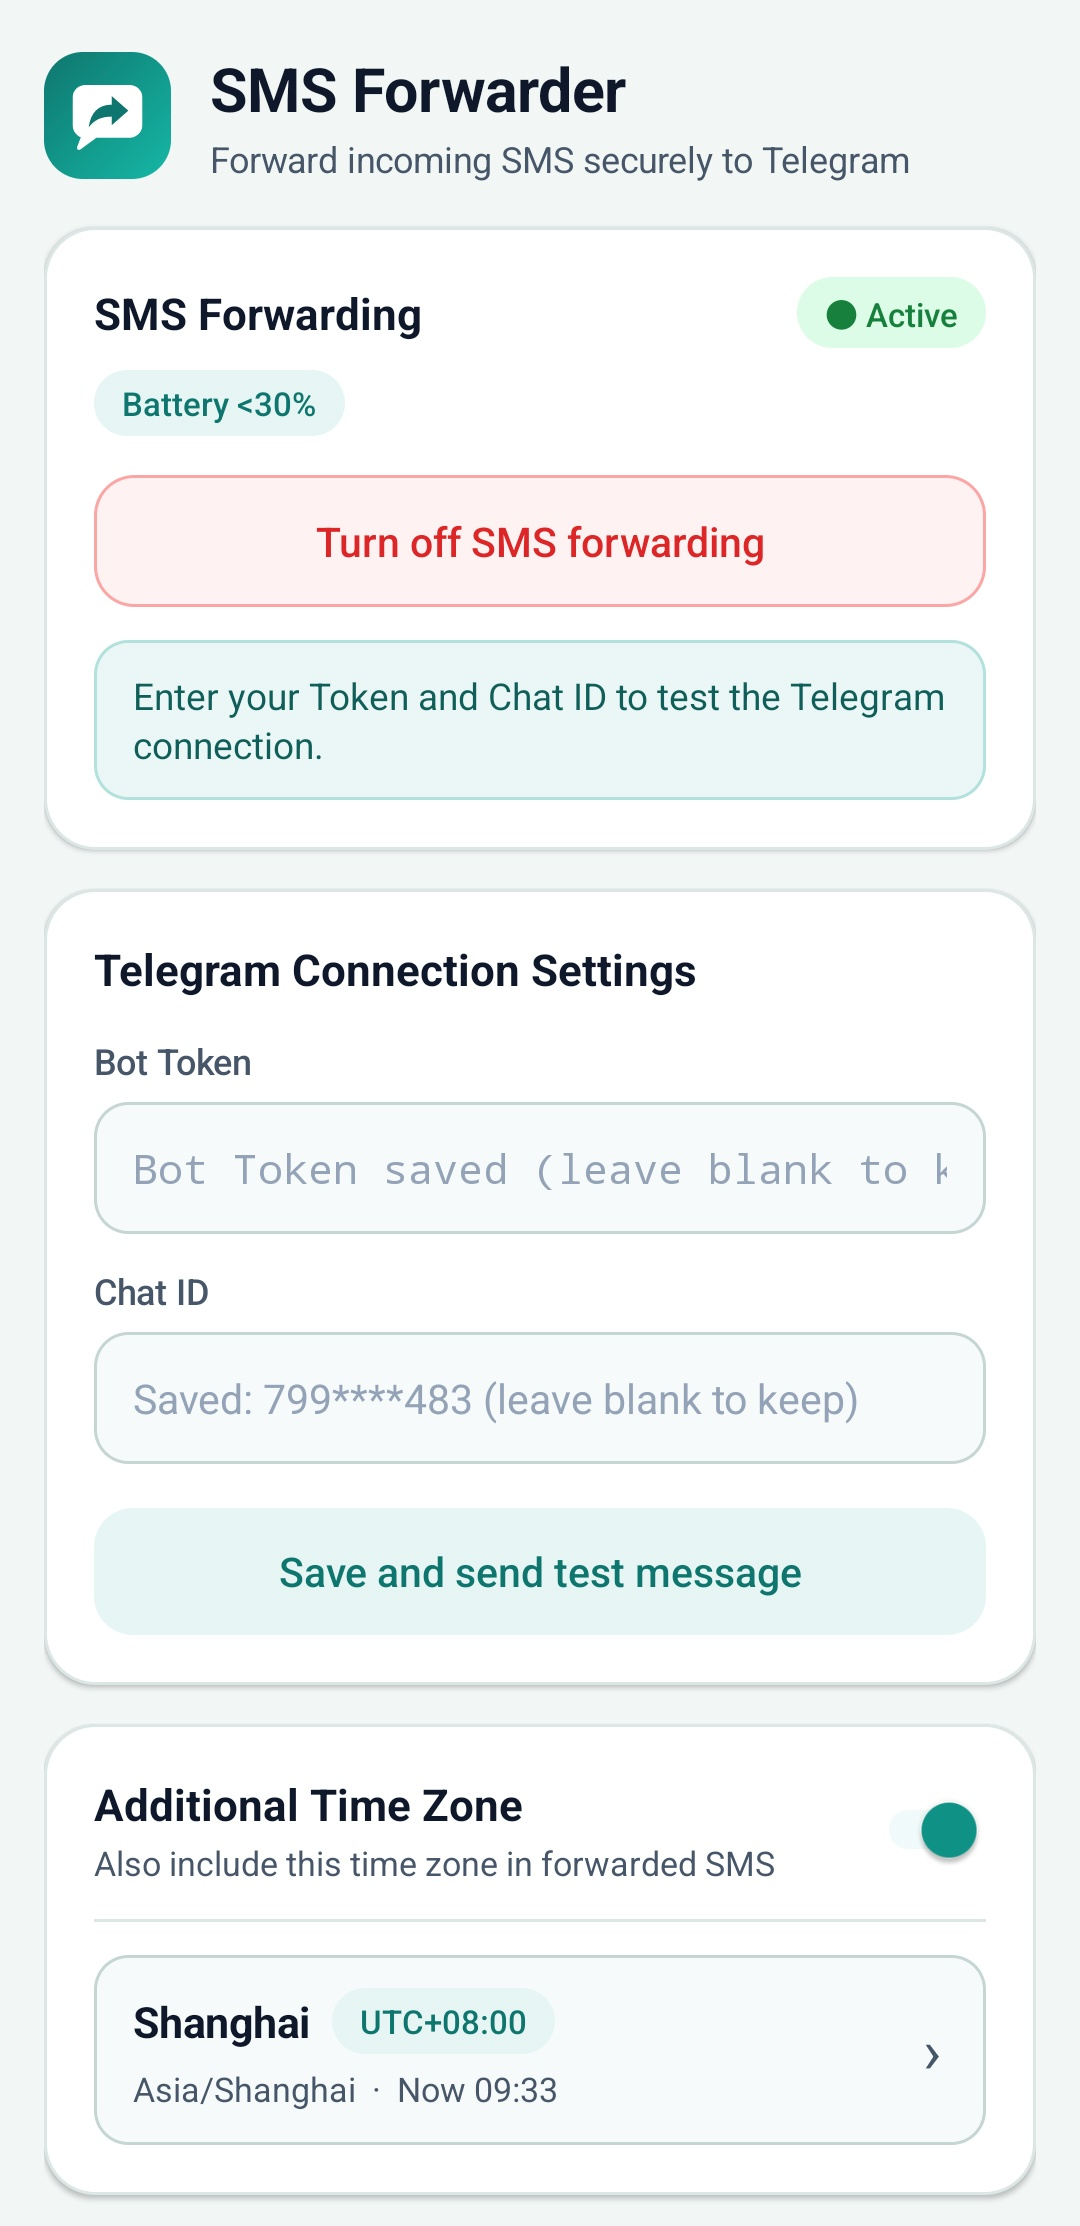 SMS Forwarder
Forward incoming SMS securely to Telegram
SMS Forwarding
Active
Battery <30%
Turn off SMS forwarding
Enter your Token and Chat ID to test the Telegram
connection.
Telegram Connection Settings
Bot Token
Bot Token saved (leave blank to k
Chat ID
Saved: 799****483 (leave blank to keep)
Save and send test message
Additional Time Zone
Also include this time zone in forwarded SMS
Shanghai UTC+08:00
Asia/Shanghai · Now 09:33